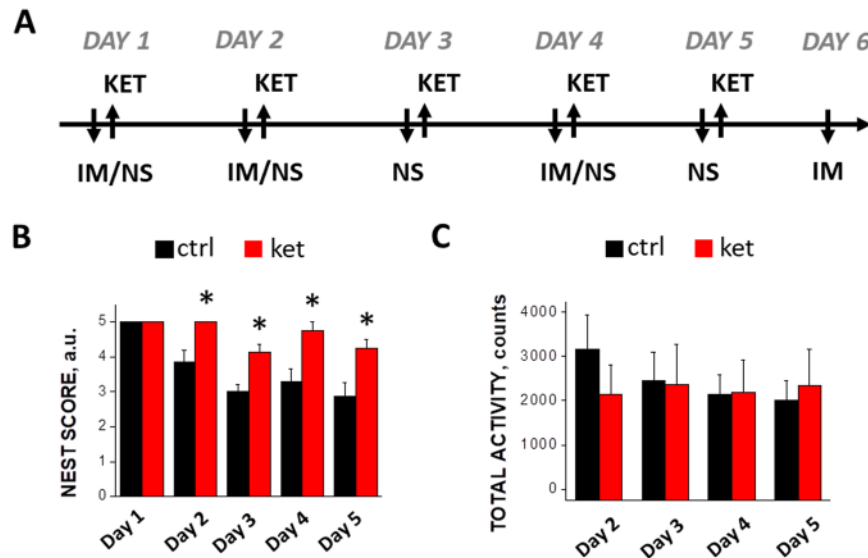 A
DAY 1 DAY 2 DAY 3 DAY 4 DAY 5 DAY 6
KET KET KET KET KET
IM/NS IM/NS NS IM/NS NS IM
B
ctrl ket
* * * *
5
4
3
2
1
0
NEST SCORE, a.u.
Day 1 Day 2 Day 3 Day 4 Day 5
C
ctrl ket
4000
3000
2000
1000
0
TOTAL ACTIVITY, counts
Day 2 Day 3 Day 4 Day 5